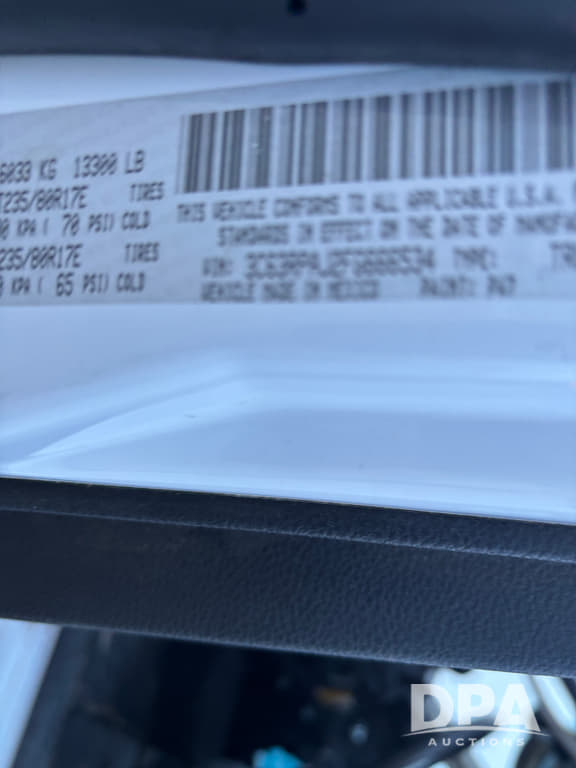 6033 KG 13300 LB
235/80R17E TIRES
KPA ( 70 PSI) COLD
235/80R17E TIRES
KPA ( 65 PSI) COLD
THIS VEHICLE CONFORMS TO ALL APPLICABLE U.S.A.
STANDARDS IN EFFECT ON THE DATE OF
VIN: TYPE:
VEHICLE MADE IN MEXICO PAINT: PW7
DPA
AUCTIONS